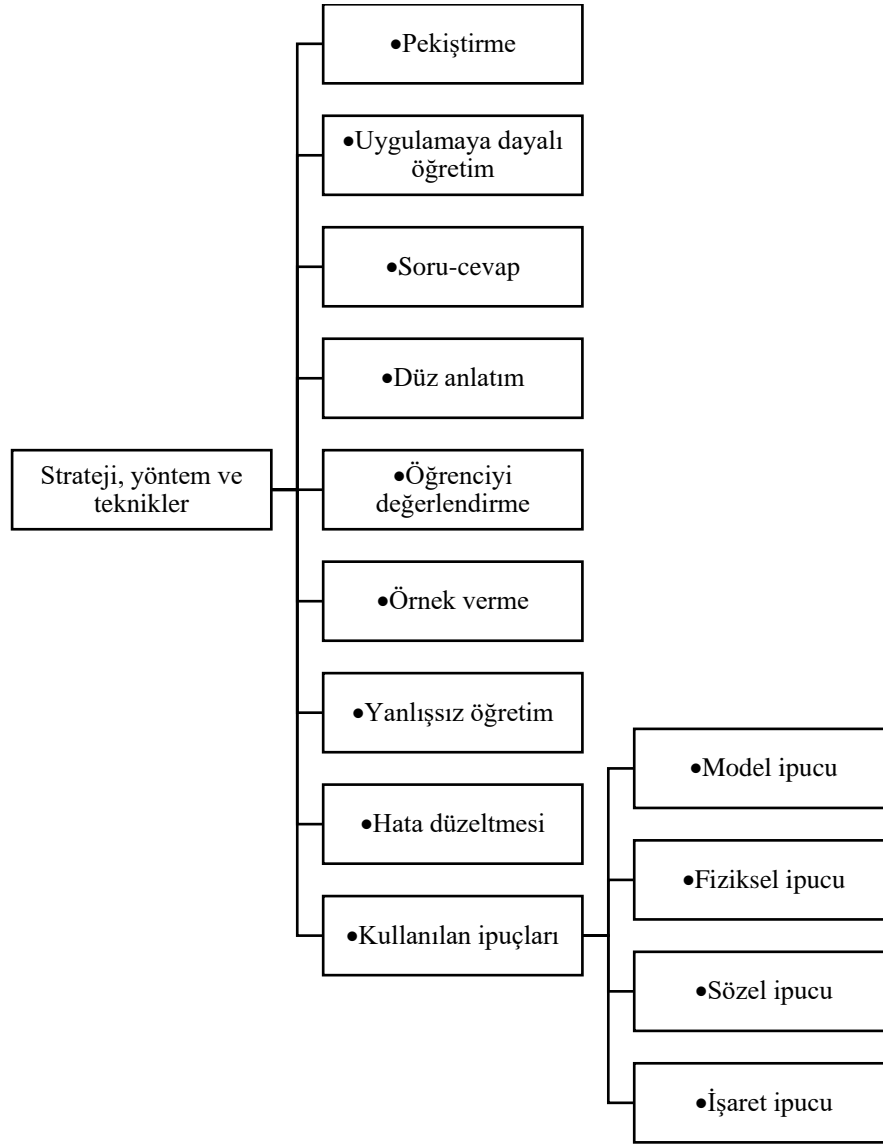 Strateji, yöntem ve
teknikler
•Pekiştirme
•Uygulamaya dayalı
öğretim
•Soru-cevap
•Düz anlatım
•Öğrenciyi
değerlendirme
•Örnek verme
•Yanlışsız öğretim
•Hata düzeltmesi
•Kullanılan ipuçları
•Model ipucu
•Fiziksel ipucu
•Sözel ipucu
•İşaret ipucu